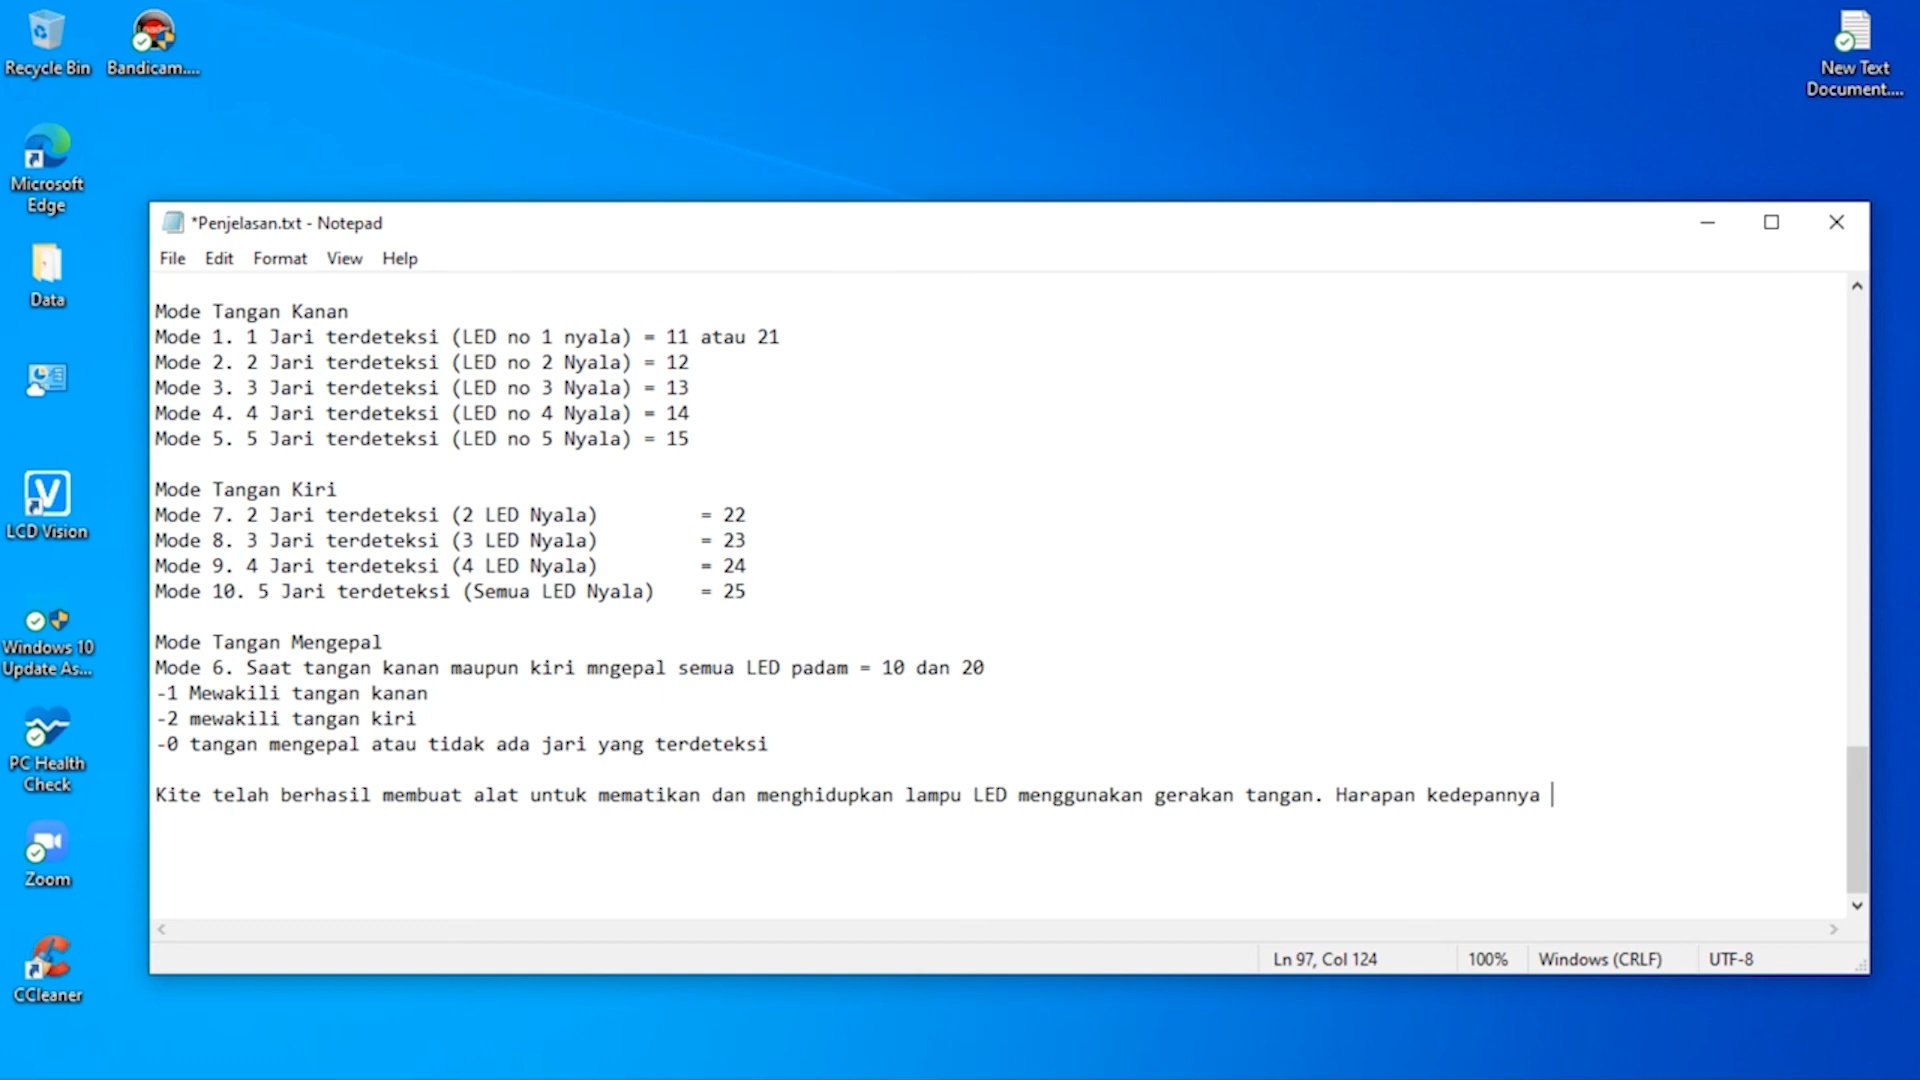 Recycle Bin
Bandicam....
New Text
Document....
Microsoft
Edge
Data
LCD Vision
Windows 10
Update As...
PC Health
Check
Zoom
CCleaner
*Penjelasan.txt - Notepad
File Edit Format View Help
Mode Tangan Kanan
Mode 1. 1 Jari terdeteksi (LED no 1 nyala) = 11 atau 21
Mode 2. 2 Jari terdeteksi (LED no 2 Nyala) = 12
Mode 3. 3 Jari terdeteksi (LED no 3 Nyala) = 13
Mode 4. 4 Jari terdeteksi (LED no 4 Nyala) = 14
Mode 5. 5 Jari terdeteksi (LED no 5 Nyala) = 15
Mode Tangan Kiri
Mode 7. 2 Jari terdeteksi (2 LED Nyala) = 22
Mode 8. 3 Jari terdeteksi (3 LED Nyala) = 23
Mode 9. 4 Jari terdeteksi (4 LED Nyala) = 24
Mode 10. 5 Jari terdeteksi (Semua LED Nyala) = 25
Mode Tangan Mengepal
Mode 6. Saat tangan kanan maupun kiri mngepal semua LED padam = 10 dan 20
-1 Mewakili tangan kanan
-2 mewakili tangan kiri
-0 tangan mengepal atau tidak ada jari yang terdeteksi
Kite telah berhasil membuat alat untuk mematikan dan menghidupkan lampu LED menggunakan gerakan tangan. Harapan kedepannya
Ln 97, Col 124 100% Windows (CRLF) UTF-8